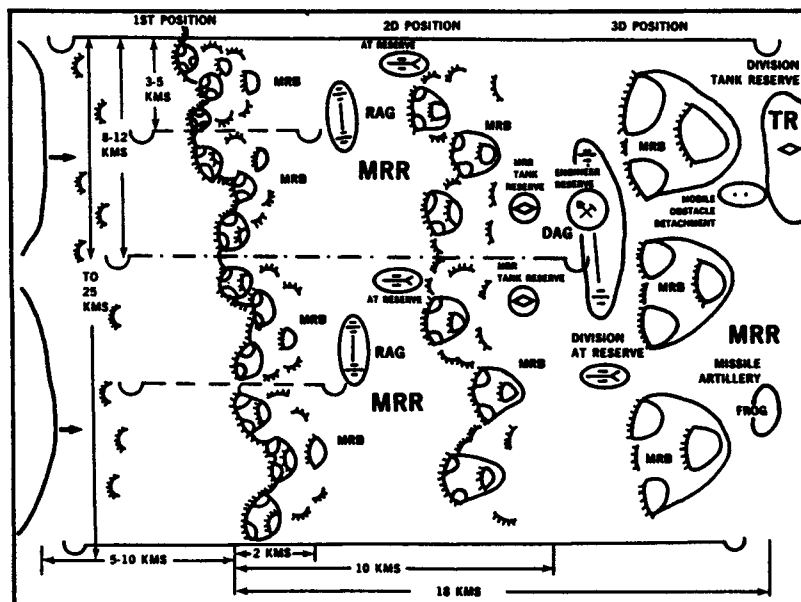 1ST POSITION
2D POSITION
3D POSITION
AT RESERVE
DIVISION
TANK RESERVE
3-5
KMS
MRB
RAG
TR
8-12
KMS
MRB
MRB
MRR
MRB
MRR
TANK
RESERVE
ENGINEER
RESERVE
MOBILE
OBSTACLE
DETACHMENT
DAG
TO
25
KMS
AT RESERVE
MRR
TANK RESERVE
MRB
MRB
RAG
DIVISION
AT RESERVE
MRR
MRB
MISSILE
ARTILLERY
MRR
MRB
FROG
MRB
5-10 KMS
2 KMS
10 KMS
18 KMS